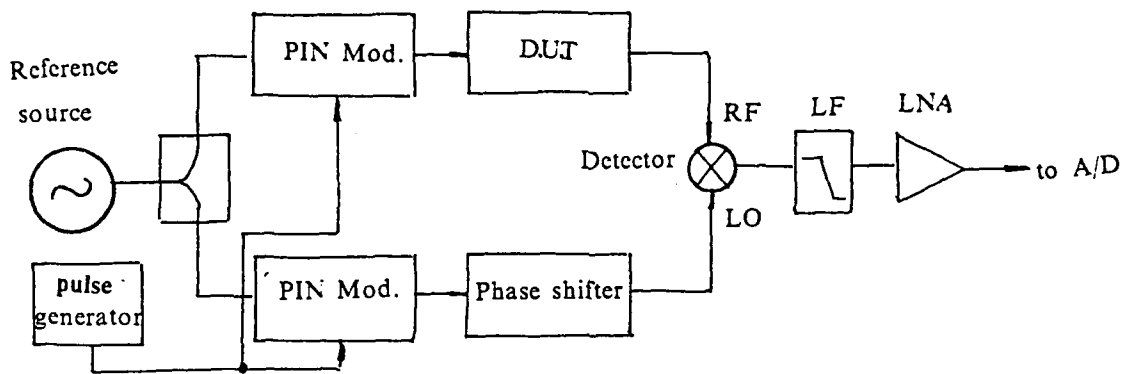 Reference
source
PIN Mod.
D.U.T
RF
LF
LNA
Detector
to A/D
LO
pulse
generator
PIN Mod.
Phase shifter